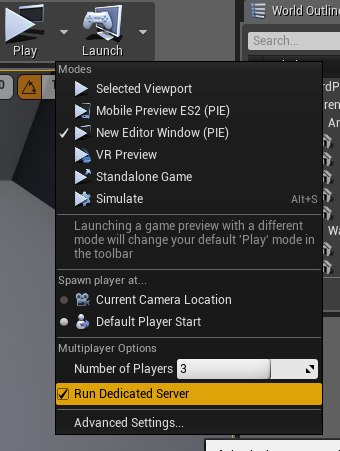 World Outline
Play
Launch
Search...
Modes
Selected Viewport
Mobile Preview ES2 (PIE)
New Editor Window (PIE)
VR Preview
Standalone Game
Simulate Alt+S
Launching a game preview with a different
mode will change your default 'Play' mode in
the toolbar
Spawn player at...
Current Camera Location
Default Player Start
Multiplayer Options
Number of Players 3
Run Dedicated Server
Advanced Settings...